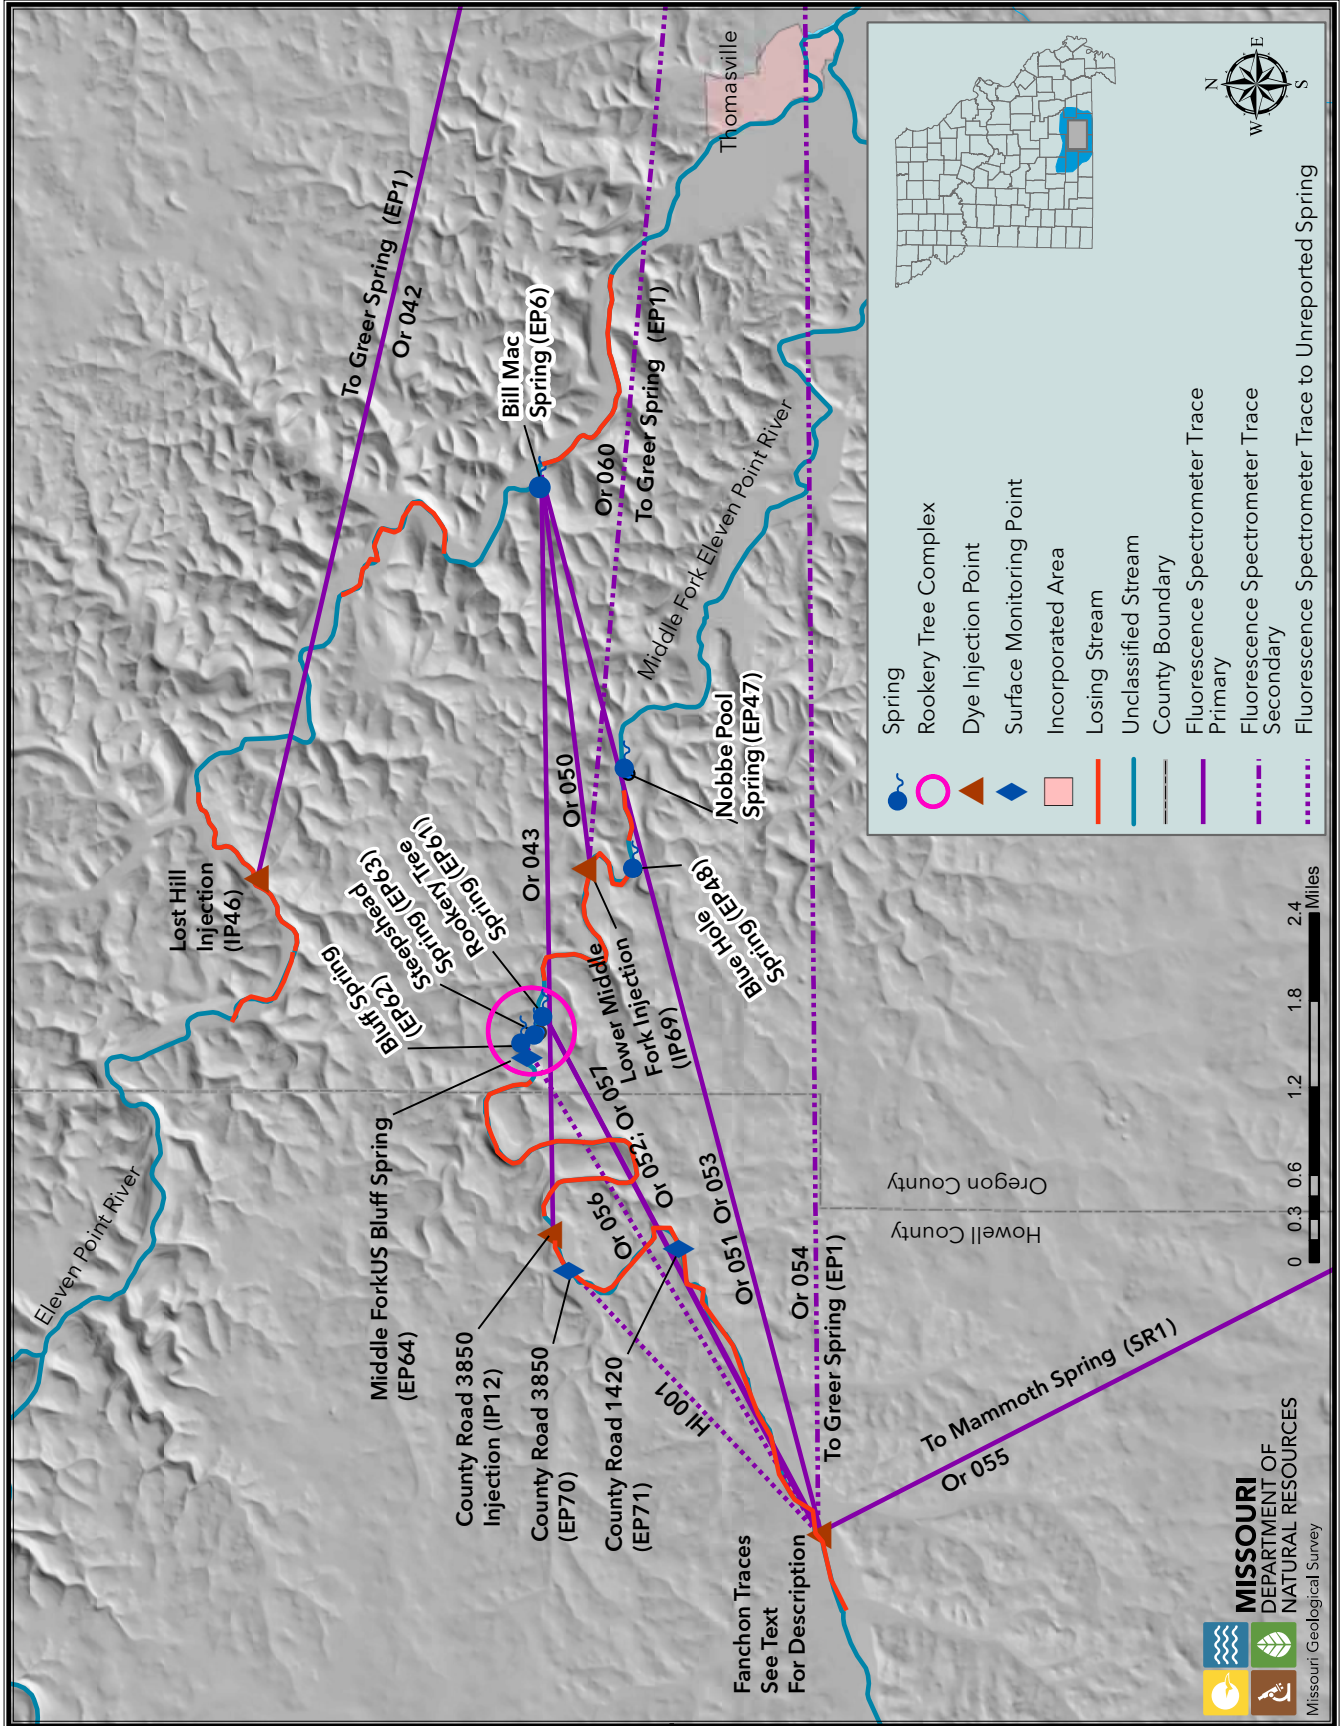 Eleven Point River
Lost Hill
Injection
(IP46)
To Greer Spring (EP1)
Or 042
Bluff Spring
(EP62)
Steepshead
Spring (EP63)
Rookery Tree
Spring (EP61)
Bill Mac
Spring (EP6)
Thomasville
Middle ForkUS Bluff Spring
(EP64)
County Road 3850
Injection (IP12)
County Road 3850
(EP70)
County Road 1420
(EP71)
Or 043
Or 050
Or 060
To Greer Spring (EP1)
Middle Fork Eleven Point River
Lower Middle
Fork Injection
(IP69)
Nobbe Pool
Spring (EP47)
Blue Hole
Spring (EP48)
Or 056
Or 052; Or 057
Or 051 Or 053
HI 001
Or 054
To Greer Spring (EP1)
Fanchon Traces
See Text
For Description
Oregon County
Howell County
To Mammoth Spring (SR1)
Or 055
Spring
Rookery Tree Complex
Dye Injection Point
Surface Monitoring Point
Incorporated Area
Losing Stream
Unclassified Stream
County Boundary
Fluorescence Spectrometer Trace
Primary
Fluorescence Spectrometer Trace
Secondary
Fluorescence Spectrometer Trace to Unreported Spring
N
W E
S
0 0.3 0.6 1.2 1.8 2.4
Miles
MISSOURI
DEPARTMENT OF
NATURAL RESOURCES
Missouri Geological Survey